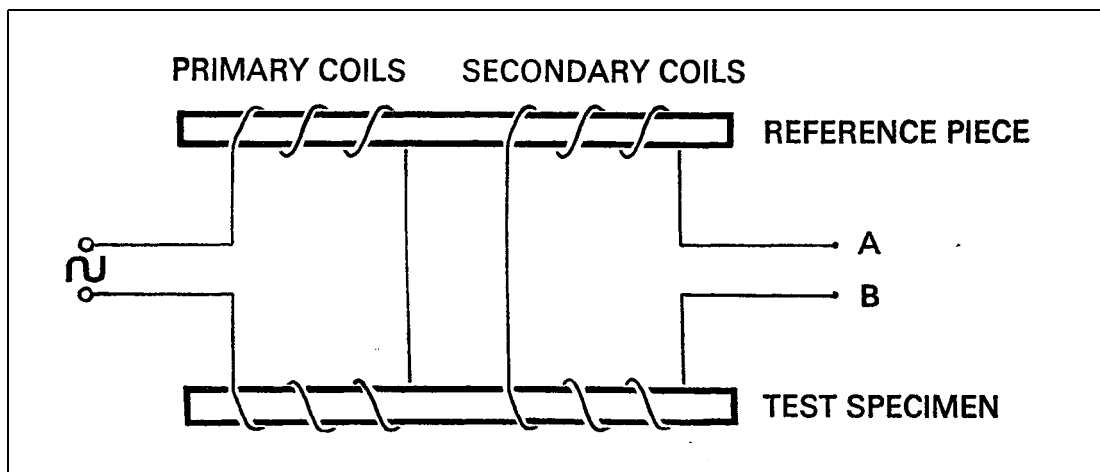 PRIMARY COILS
SECONDARY COILS
REFERENCE PIECE
A
B
TEST SPECIMEN